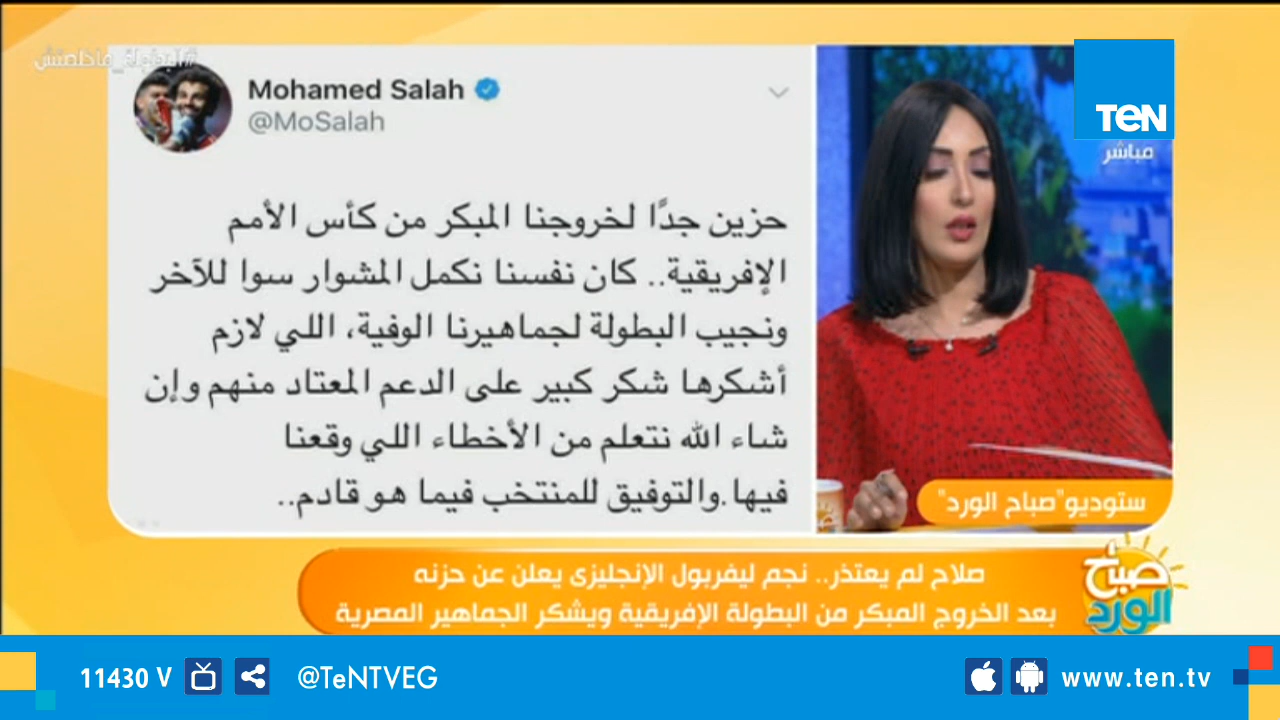 #البطولة_ماخلصتش
Mohamed Salah
@MoSalah
حزين جدًا لخروجنا المبكر من كأس الأمم
الإفريقية.. كان نفسنا نكمل المشوار سوا للآخر
ونجيب البطولة لجماهيرنا الوفية، اللي لازم
أشكرها شكر كبير على الدعم المعتاد منهم وإن
شاء الله نتعلم من الأخطاء اللي وقعنا
فيها.والتوفيق للمنتخب فيما هو قادم..
TeN
مباشر
ستوديو"صباح الورد"
صلاح لم يعتذر.. نجم ليفربول الإنجليزى يعلن عن حزنه
بعد الخروج المبكر من البطولة الإفريقية ويشكر الجماهير المصرية
صباح
الورد
11430 V
@TeNTVEG
www.ten.tv